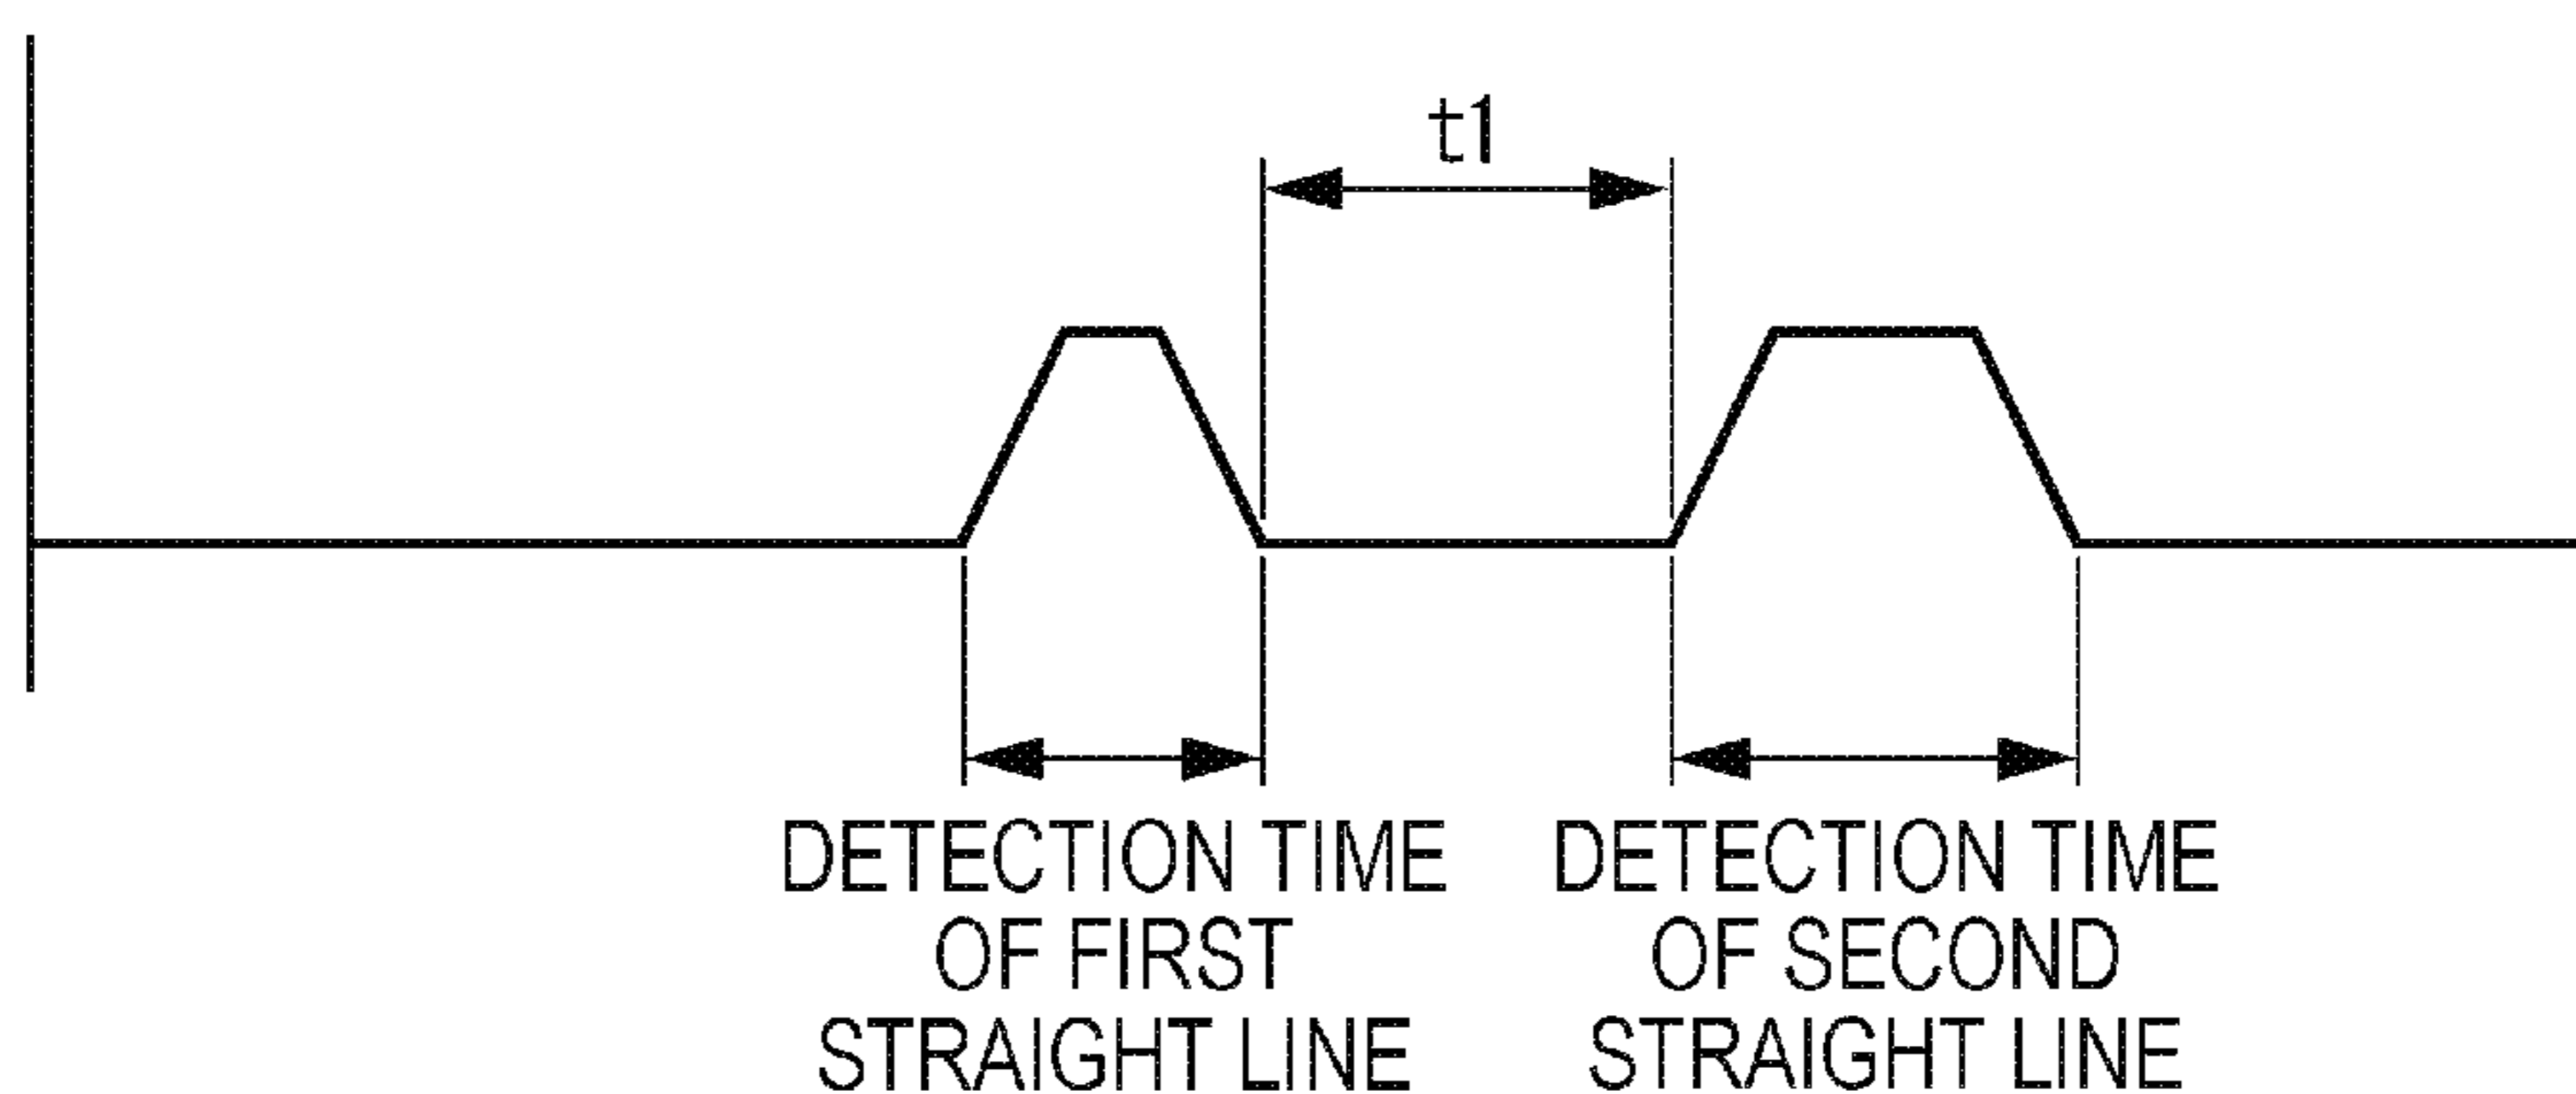 t1
DETECTION TIME
OF FIRST
STRAIGHT LINE
DETECTION TIME
OF SECOND
STRAIGHT LINE